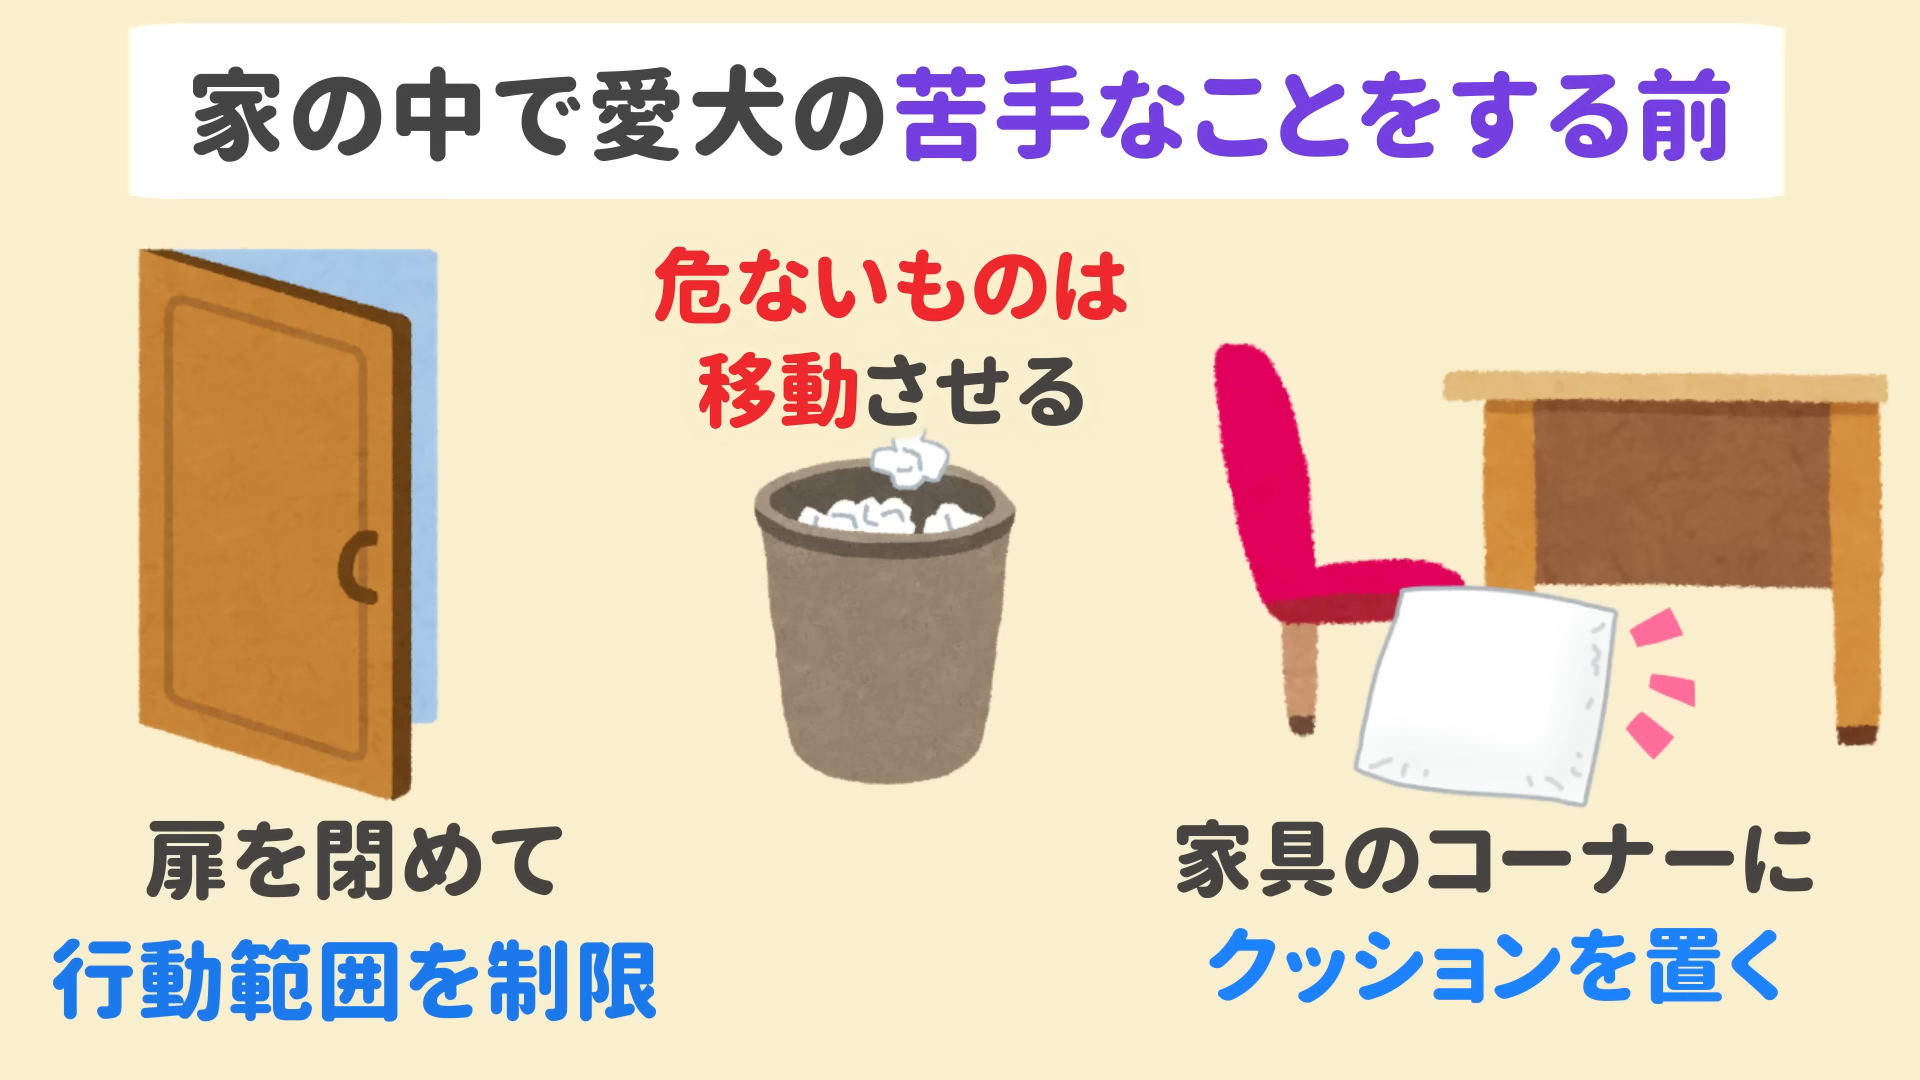 家の中で愛犬の苦手なことをする前
危ないものは
移動させる
扉を閉めて
行動範囲を制限
家具のコーナーに
クッションを置く